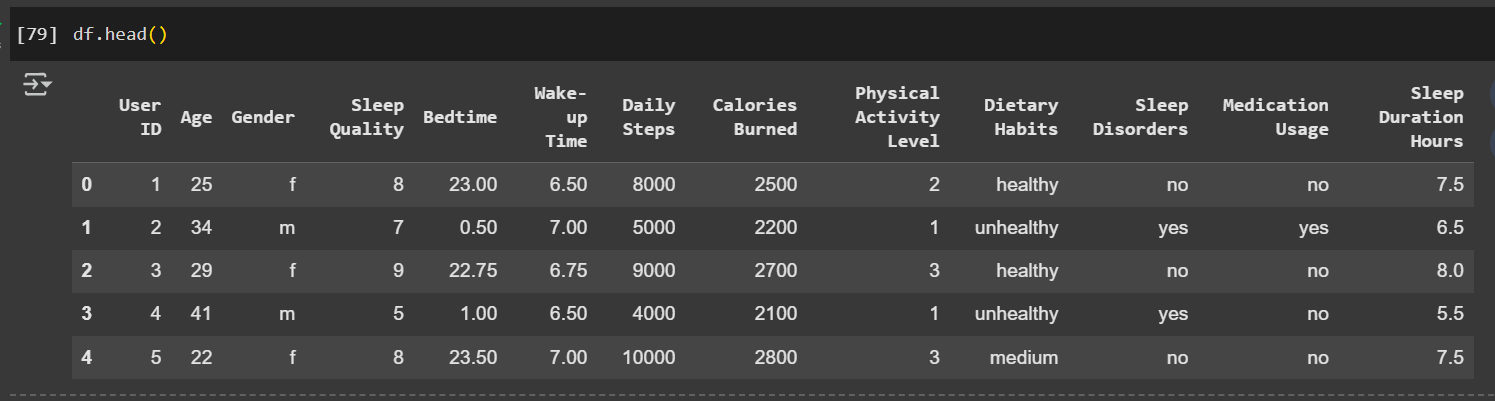 [79] df.head()
User ID Age Gender Sleep Quality Bedtime Wake-up Time Daily Steps Calories Burned Physical Activity Level Dietary Habits Sleep Disorders Medication Usage Sleep Duration Hours
0 1 25 f 8 23.00 6.50 8000 2500 2 healthy no no 7.5
1 2 34 m 7 0.50 7.00 5000 2200 1 unhealthy yes yes 6.5
2 3 29 f 9 22.75 6.75 9000 2700 3 healthy no no 8.0
3 4 41 m 5 1.00 6.50 4000 2100 1 unhealthy yes no 5.5
4 5 22 f 8 23.50 7.00 10000 2800 3 medium no no 7.5